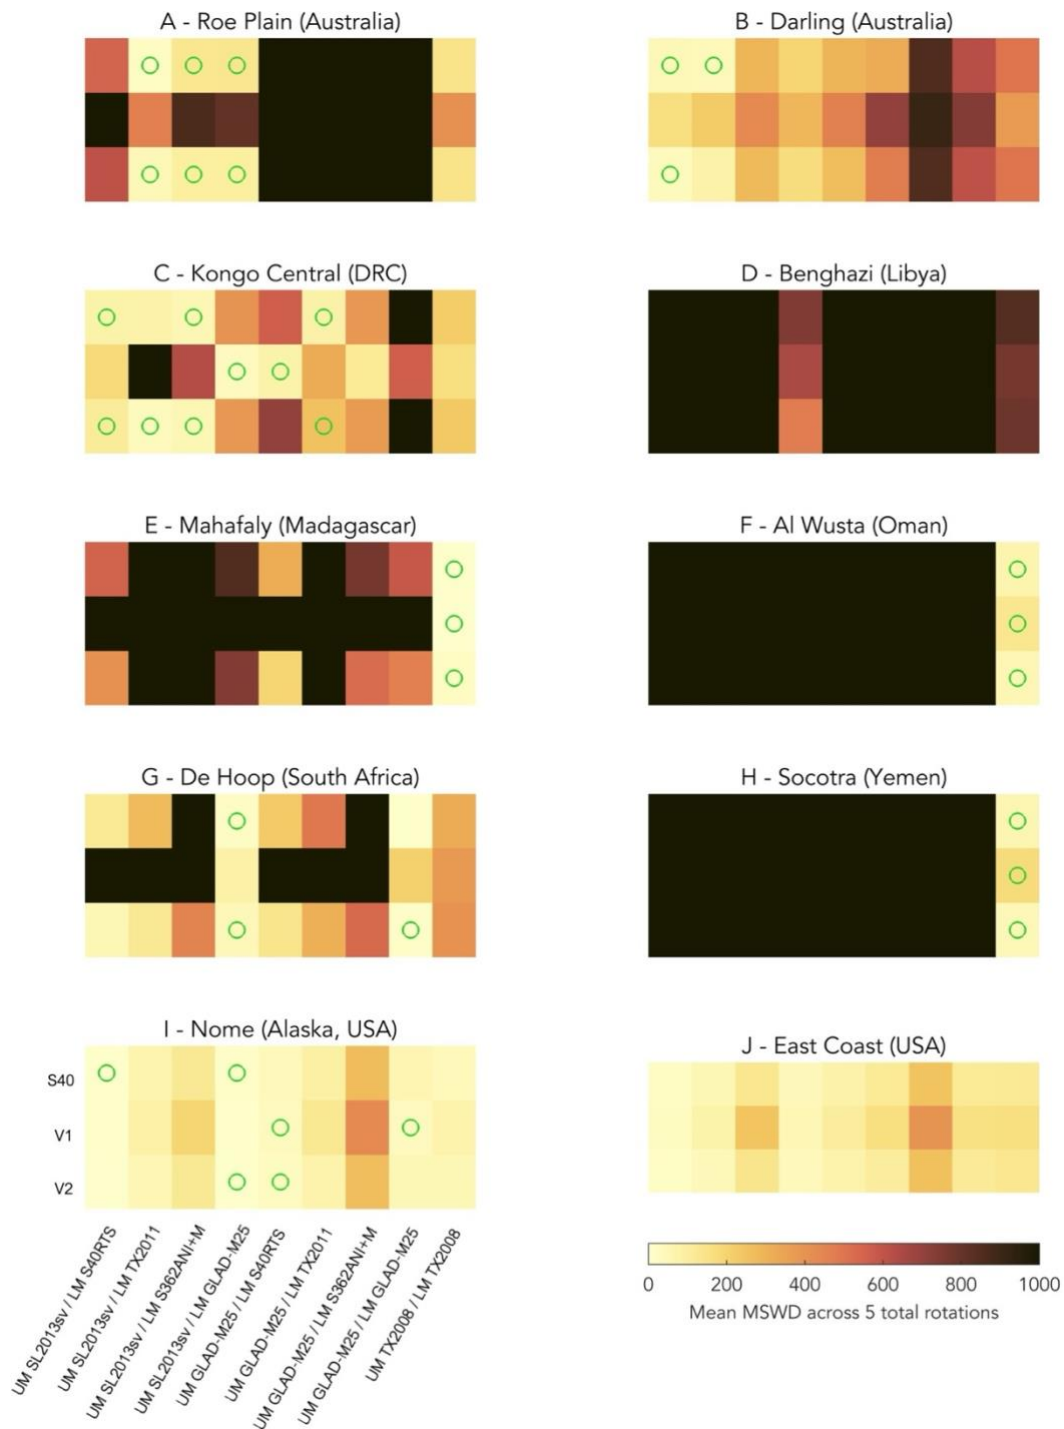 A - Roe Plain (Australia)
B - Darling (Australia)
C - Kongo Central (DRC)
D - Benghazi (Libya)
E - Mahafaly (Madagascar)
F - Al Wusta (Oman)
G - De Hoop (South Africa)
H - Socotra (Yemen)
I - Nome (Alaska, USA)
J - East Coast (USA)
S40
V1
V2
UM SL2013sv / LM S40RTS
UM SL2013sv / LM TX2011
UM SL2013sv / LM S362ANI+M
UM SL2013sv / LM GLAD-M25
UM GLAD-M25 / LM S40RTS
UM GLAD-M25 / LM TX2011
UM GLAD-M25 / LM S362ANI+M
UM GLAD-M25 / LM GLAD-M25
UM TX2008 / LM TX2008
0 200 400 600 800 1000
Mean MSWD across 5 total rotations